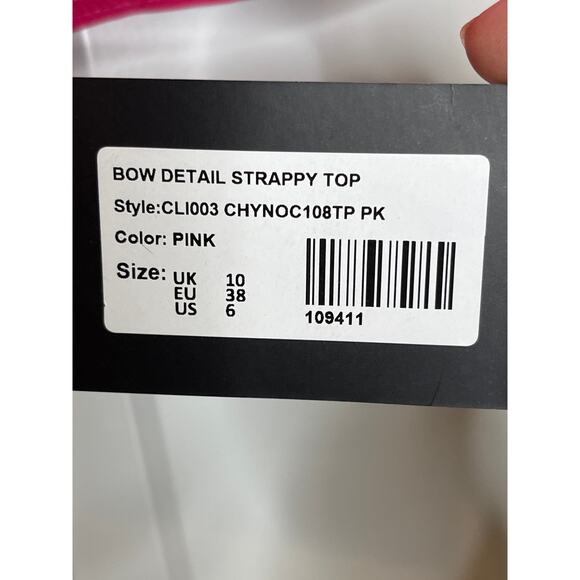 BOW DETAIL STRAPPY TOP
Style:CLI003 CHYNOC108TP PK
Color: PINK
Size: UK 10
EU 38
US 6
109411